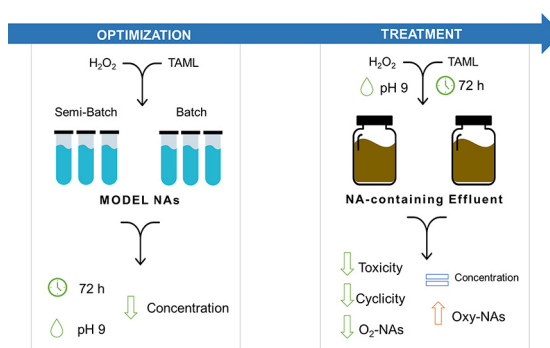 OPTIMIZATION
TREATMENT
H₂O₂ TAML
Semi-Batch Batch
MODEL NAs
72 h
pH 9
Concentration
H₂O₂ TAML
pH 9 72 h
NA-containing Effluent
Toxicity
Cyclicity
O₂-NAs
Concentration
Oxy-NAs